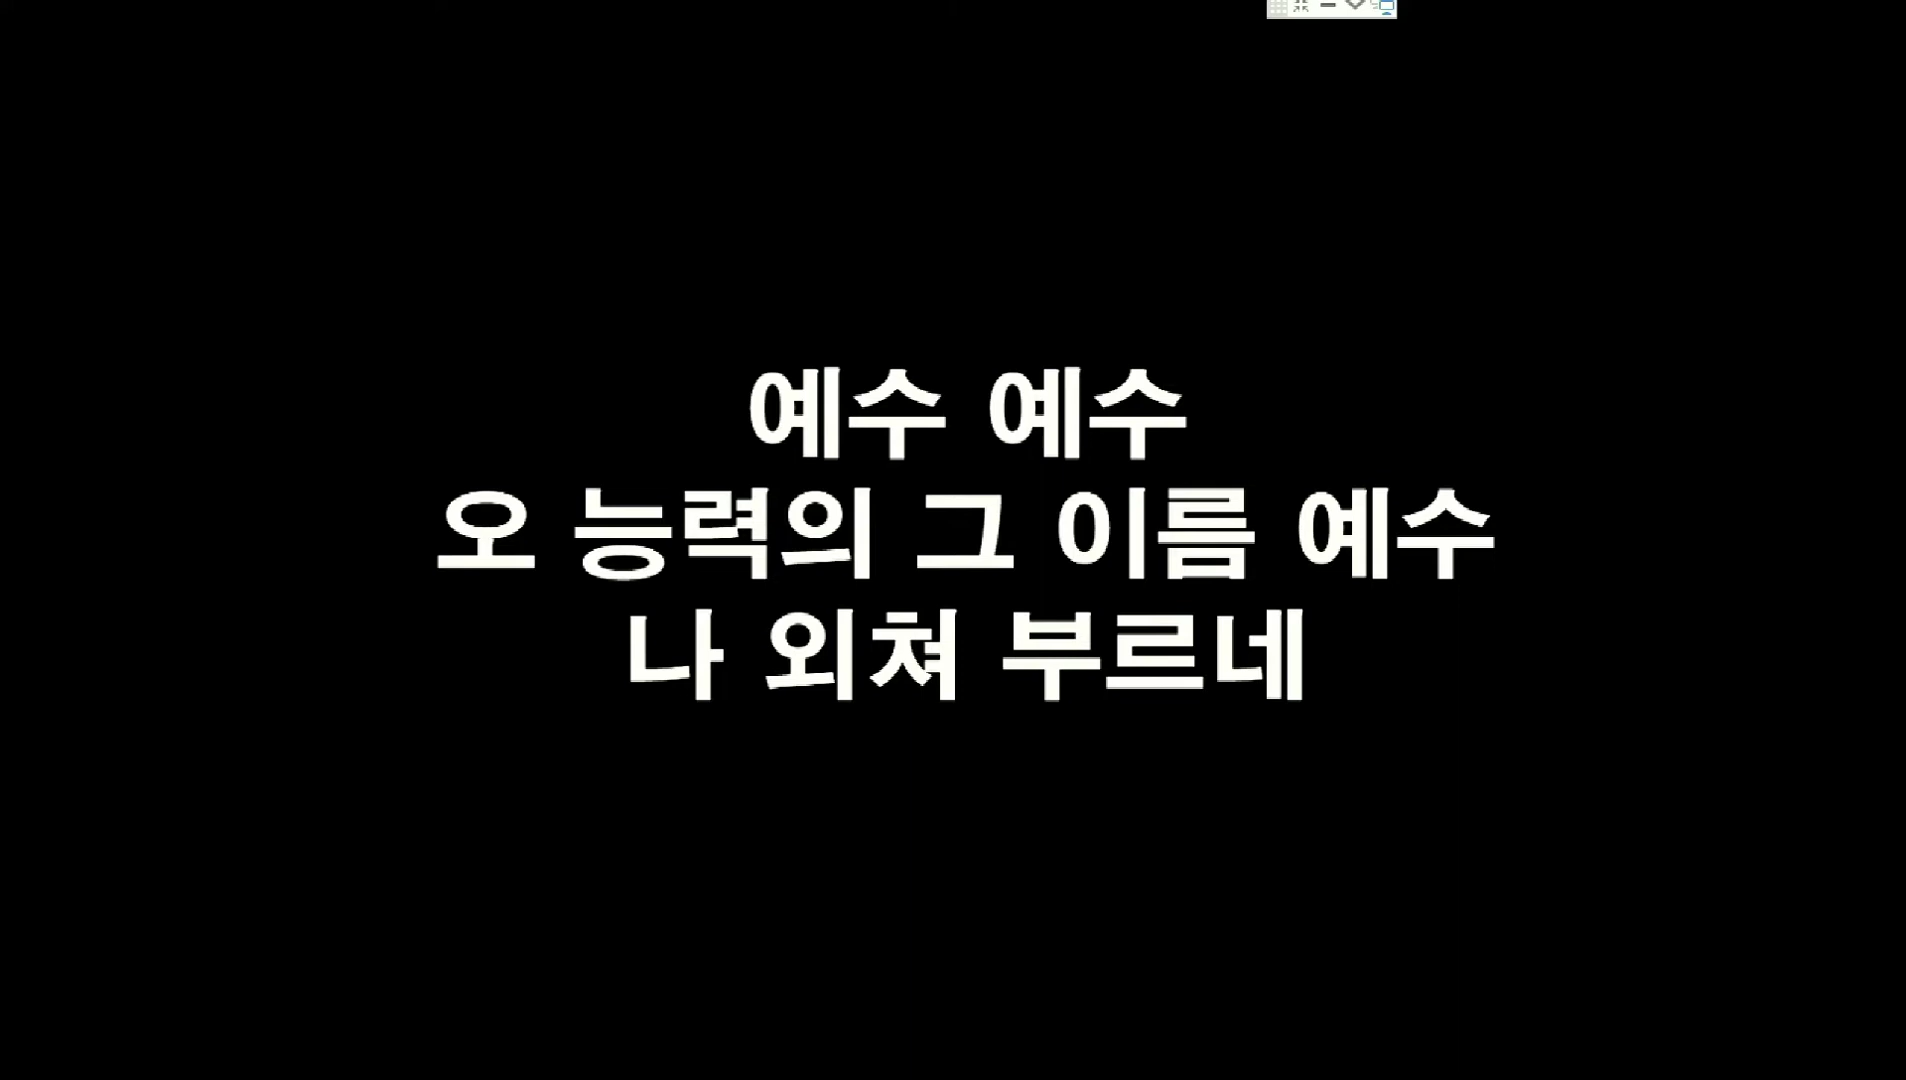 예수 예수
오 능력의 그 이름 예수
나 외쳐 부르네